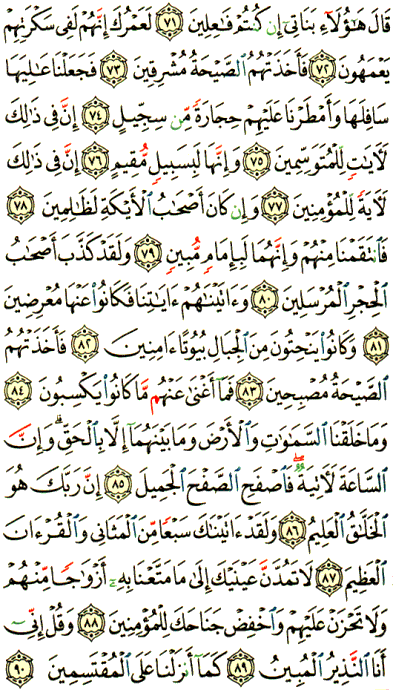 قَالَ هَٰٓؤُلَآءِ بَنَاتِىٓ إِن كُنتُمْ فَٰعِلِينَ ٧١ لَعَمْرُكَ إِنَّهُمْ لَفِى سَكْرَتِهِمْ
يَعْمَهُونَ ٧٢ فَأَخَذَتْهُمُ ٱلصَّيْحَةُ مُشْرِقِينَ ٧٣ فَجَعَلْنَا عَٰلِيَهَا
سَافِلَهَا وَأَمْطَرْنَا عَلَيْهِمْ حِجَارَةً مِّن سِجِّيلٍ ٧٤ إِنَّ فِى ذَٰلِكَ
لَءَايَٰتٍ لِّلْمُتَوَسِّمِينَ ٧٥ وَإِنَّهَا لَبِسَبِيلٍ مُّقِيمٍ ٧٦ إِنَّ فِى ذَٰلِكَ
لَءَايَةً لِّلْمُؤْمِنِينَ ٧٧ وَإِن كَانَ أَصْحَٰبُ ٱلْأَيْكَةِ لَظَٰلِمِينَ ٧٨
فَٱنتَقَمْنَا مِنْهُمْ وَإِنَّهُمَا لَبِإِمَامٍ مُّبِينٍ ٧٩ وَلَقَدْ كَذَّبَ أَصْحَٰبُ
ٱلْحِجْرِ ٱلْمُرْسَلِينَ ٨٠ وَءَاتَيْنَٰهُمْ ءَايَٰتِنَا فَكَانُوا۟ عَنْهَا مُعْرِضِينَ
٨١ وَكَانُوا۟ يَنْحِتُونَ مِنَ ٱلْجِبَالِ بُيُوتًا ءَامِنِينَ ٨٢ فَأَخَذَتْهُمُ
ٱلصَّيْحَةُ مُصْبِحِينَ ٨٣ فَمَآ أَغْنَىٰ عَنْهُم مَّا كَانُوا۟ يَكْسِبُونَ ٨٤
وَمَا خَلَقْنَا ٱلسَّمَٰوَٰتِ وَٱلْأَرْضَ وَمَا بَيْنَهُمَآ إِلَّا بِٱلْحَقِّ ۗ وَإِنَّ
ٱلسَّاعَةَ لَءَاتِيَةٌ ۖ فَٱصْفَحِ ٱلصَّفْحَ ٱلْجَمِيلَ ٨٥ إِنَّ رَبَّكَ هُوَ
ٱلْخَلَّٰقُ ٱلْعَلِيمُ ٨٦ وَلَقَدْ ءَاتَيْنَٰكَ سَبْعًا مِّنَ ٱلْمَثَانِى وَٱلْقُرْءَانَ
ٱلْعَظِيمَ ٨٧ لَا تَمُدَّنَّ عَيْنَيْكَ إِلَىٰ مَا مَتَّعْنَا بِهِۦٓ أَزْوَٰجًا مِّنْهُمْ
وَلَا تَحْزَنْ عَلَيْهِمْ وَٱخْفِضْ جَنَاحَكَ لِلْمُؤْمِنِينَ ٨٨ وَقُلْ إِنِّىٓ
أَنَا ٱلنَّذِيرُ ٱلْمُبِينُ ٨٩ كَمَآ أَنزَلْنَا عَلَى ٱلْمُقْتَسِمِينَ ٩٠